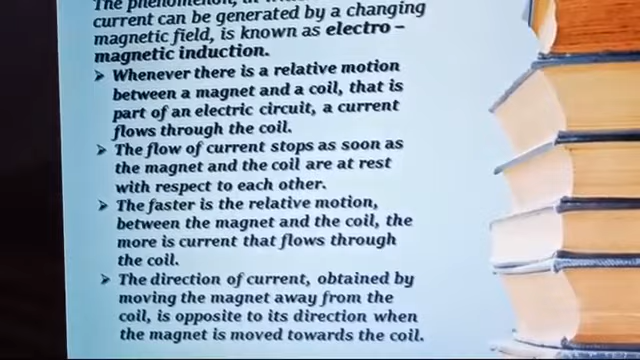 The phenomenon, in
current can be generated by a changing
magnetic field, is known as electro –
magnetic induction.
➢ Whenever there is a relative motion
between a magnet and a coil, that is
part of an electric circuit, a current
flows through the coil.
➢ The flow of current stops as soon as
the magnet and the coil are at rest
with respect to each other.
➢ The faster is the relative motion,
between the magnet and the coil, the
more is current that flows through
the coil.
➢ The direction of current, obtained by
moving the magnet away from the
coil, is opposite to its direction when
the magnet is moved towards the coil.